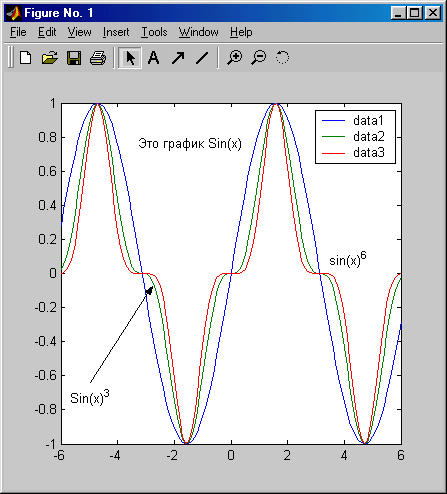 Figure No. 1
File Edit View Insert Tools Window Help
A
Это график Sin(x)
data1
data2
data3
sin(x)6
Sin(x)3
1
0.8
0.6
0.4
0.2
0
-0.2
-0.4
-0.6
-0.8
-1
-6 -4 -2 0 2 4 6